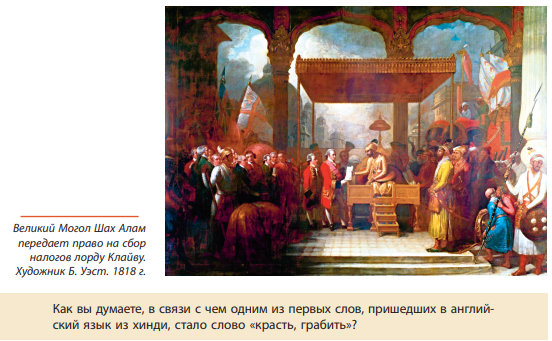 Великий Могол Шах Алам
передает право на сбор
налогов лорду Клайву.
Художник Б. Уэст. 1818 г.
Как вы думаете, в связи с чем одним из первых слов, пришедших в англий-
ский язык из хинди, стало слово «красть, грабить»?